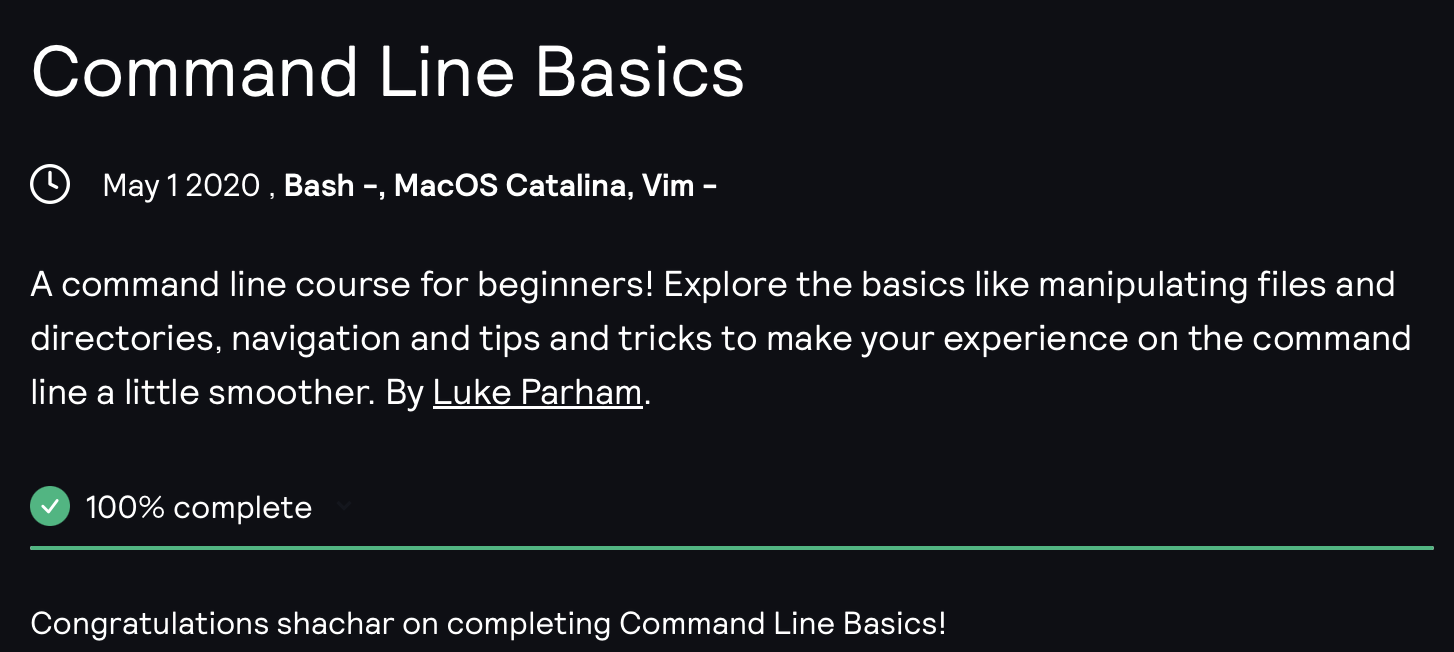 Command Line Basics
May 1 2020 , Bash –, MacOS Catalina, Vim –
A command line course for beginners! Explore the basics like manipulating files and
directories, navigation and tips and tricks to make your experience on the command
line a little smoother. By Luke Parham.
100% complete
Congratulations shachar on completing Command Line Basics!